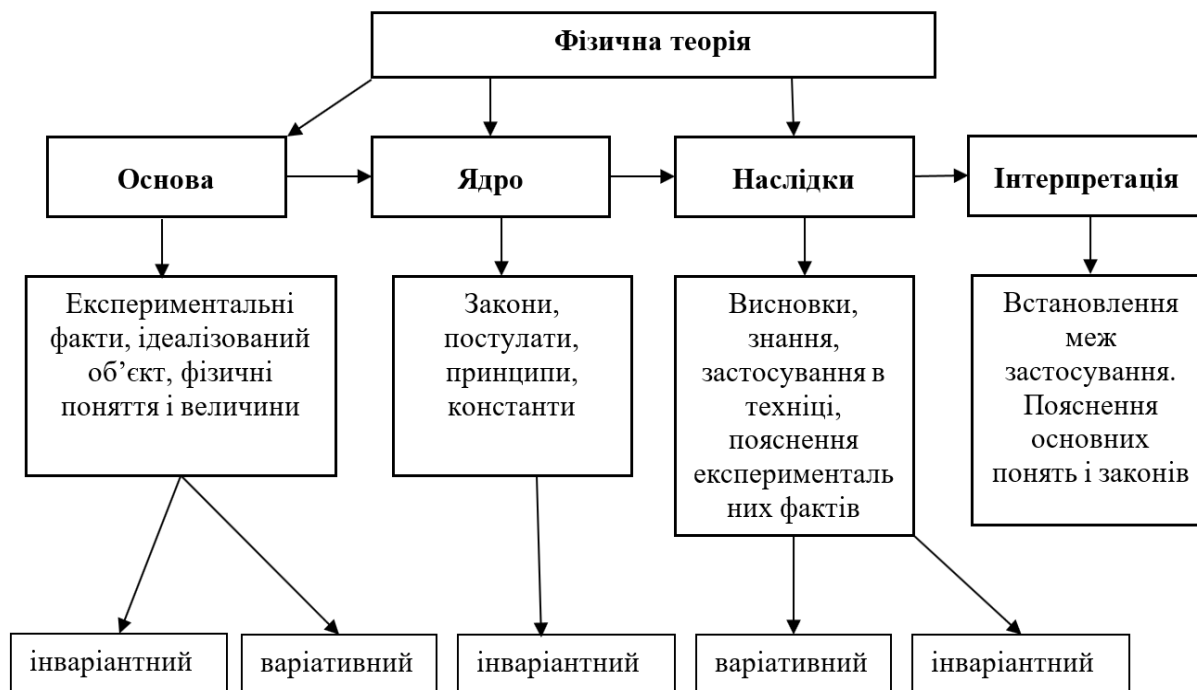 Фізична теорія
Основа
Ядро
Наслідки
Інтерпретація
Експериментальні
факти, ідеалізований
об’єкт, фізичні
поняття і величини
Закони,
постулати,
принципи,
константи
Висновки,
знання,
застосування в
техніці,
пояснення
експерименталь
них фактів
Встановлення
меж
застосування.
Пояснення
основних
понять і законів
інваріантний
варіативний
інваріантний
варіативний
інваріантний